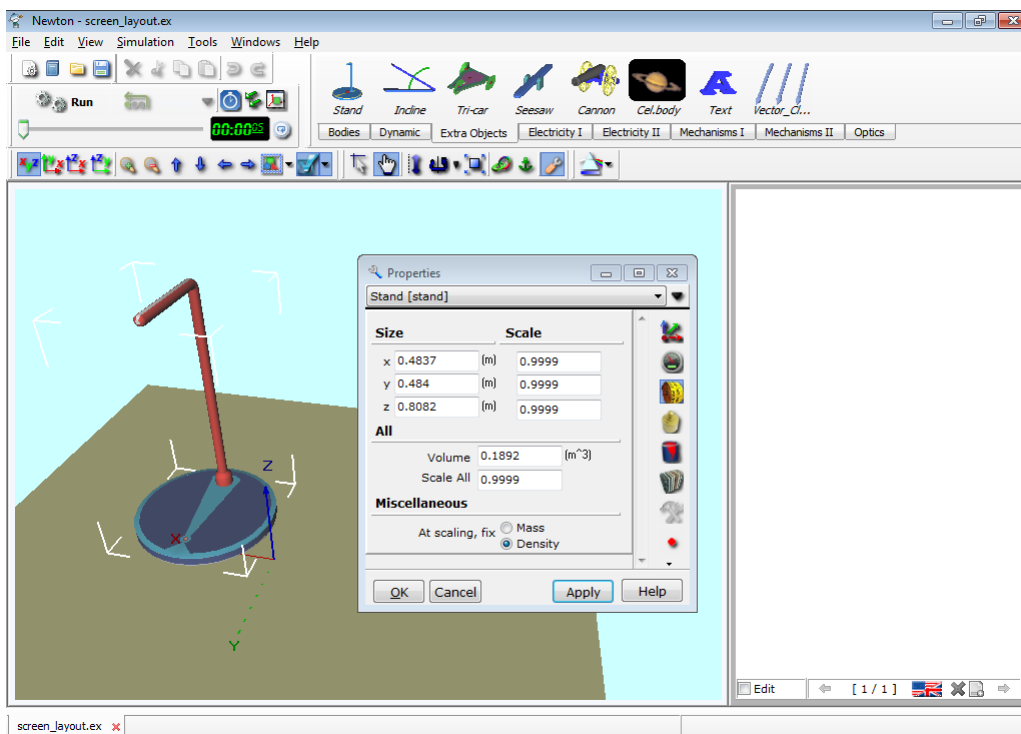 Newton - screen_layout.ex
File Edit View Simulation Tools Windows Help
Run
00:00:05
Stand Incline Tri-car Seesaw Cannon Cel.body Text Vector_Cl...
Bodies Dynamic Extra Objects Electricity I Electricity II Mechanisms I Mechanisms II Optics
Properties
Stand [stand]
Size Scale
x 0.4837 (m) 0.9999
y 0.484 (m) 0.9999
z 0.8082 (m) 0.9999
All
Volume 0.1892 (m^3)
Scale All 0.9999
Miscellaneous
At scaling, fix Mass
Density
OK Cancel Apply Help
Z
X
Y
Edit [ 1 / 1 ]
screen_layout.ex